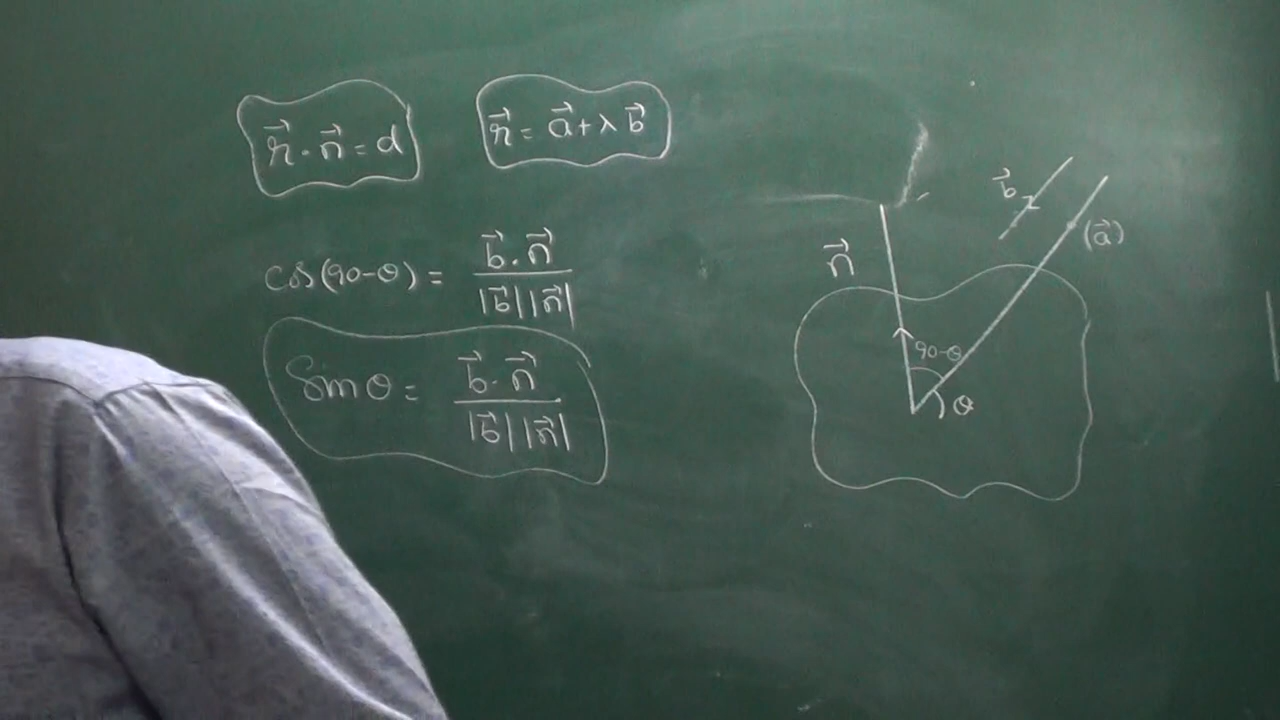 r⃗ · n⃗ = d
r⃗ = a⃗ + λ b⃗
cos(90-θ) = b⃗ . n⃗ / |b⃗| |n⃗|
Sin θ = b⃗ . n⃗ / |b⃗| |n⃗|
b⃗
(a⃗)
n⃗
90-θ
θ